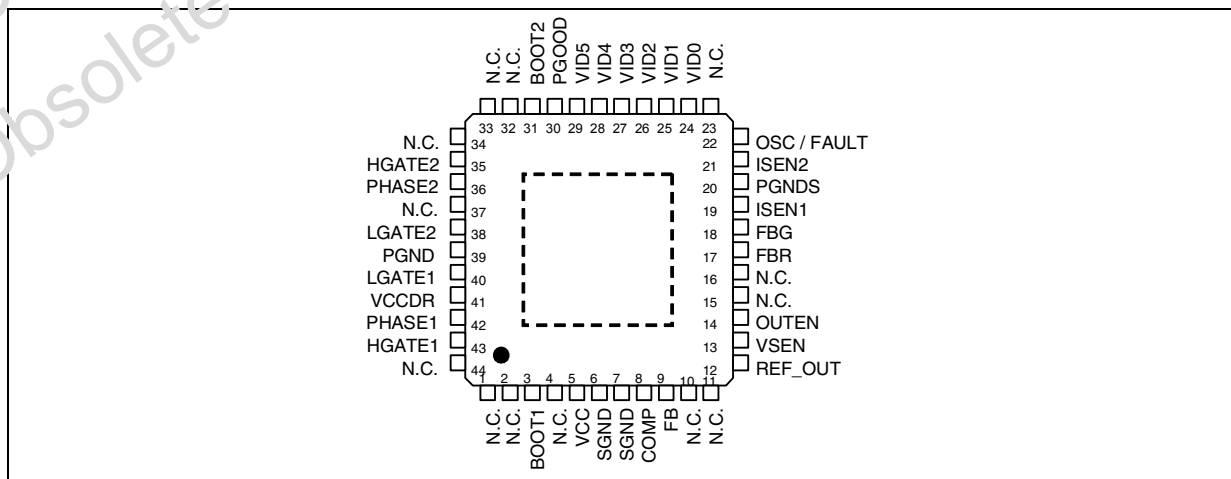 Obsolete
N.C.
N.C.
BOOT2
PGOOD
VID5
VID4
VID3
VID2
VID1
VID0
N.C.
33 32 31 30 29 28 27 26 25 24 23
N.C. 34
HGATE2 35
PHASE2 36
N.C. 37
LGATE2 38
PGND 39
LGATE1 40
VCCDR 41
PHASE1 42
HGATE1 43
N.C. 44
22 OSC / FAULT
21 ISEN2
20 PGNDS
19 ISEN1
18 FBG
17 FBR
16 N.C.
15 N.C.
14 OUTEN
13 VSEN
12 REF_OUT
1 2 3 4 5 6 7 8 9 10 11
N.C.
N.C.
BOOT1
N.C.
VCC
SGND
SGND
COMP
FB
N.C.
N.C.